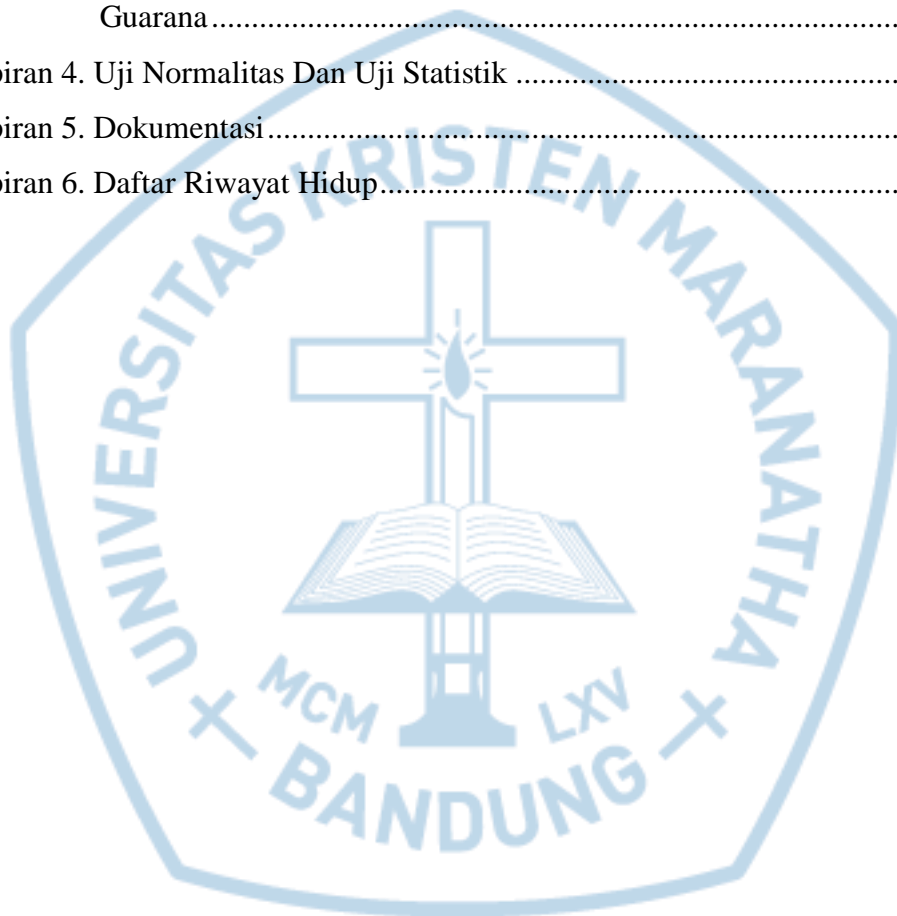 Guarana......................................................................................
piran 4. Uji Normalitas Dan Uji Statistik ................................................
piran 5. Dokumentasi..............................................................................
piran 6. Daftar Riwayat Hidup.................................................................
UNIVERSITAS KRISTEN MARANATHA
MCM LXV
BANDUNG